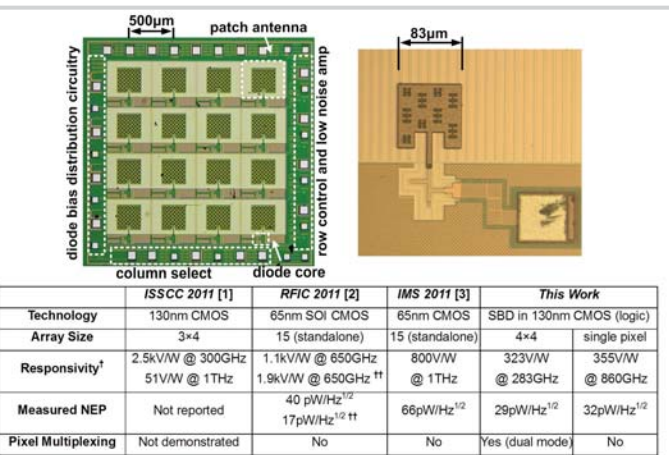 500µm
patch antenna
83µm
diode bias distribution circuitry
row control and low noise amp
column select
diode core
ISSCC 2011 [1] RFIC 2011 [2] IMS 2011 [3] This Work
Technology 130nm CMOS 65nm SOI CMOS 65nm CMOS SBD in 130nm CMOS (logic)
Array Size 3×4 15 (standalone) 15 (standalone) 4×4 single pixel
Responsivity† 2.5kV/W @ 300GHz 1.1kV/W @ 650GHz 800V/W 323V/W 355V/W
51V/W @ 1THz 1.9kV/W @ 650GHz †† @ 1THz @ 283GHz @ 860GHz
Measured NEP Not reported 40 pW/Hz1/2 66pW/Hz1/2 29pW/Hz1/2 32pW/Hz1/2
17pW/Hz1/2 ††
Pixel Multiplexing Not demonstrated No No Yes (dual mode) No